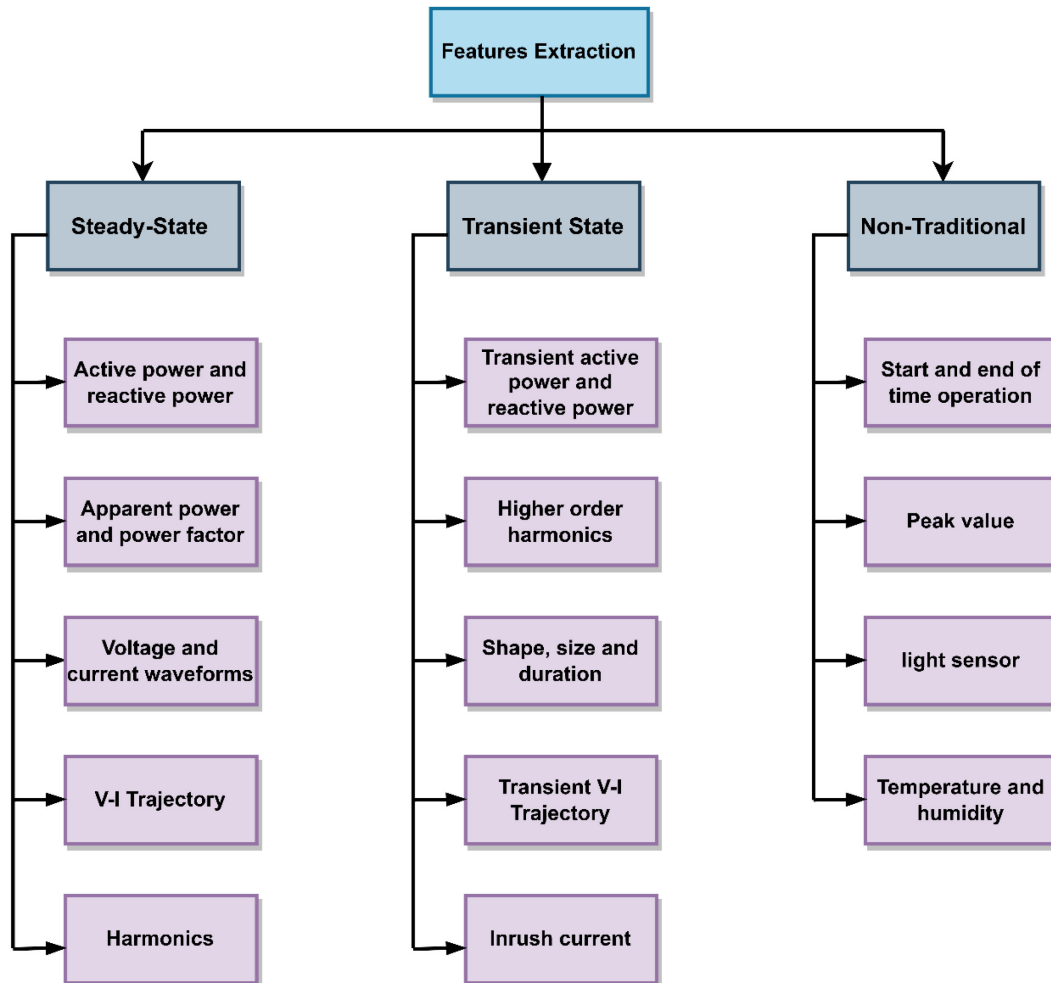 Features Extraction
Steady-State
Transient State
Non-Traditional
Active power and
reactive power
Transient active
power and
reactive power
Start and end of
time operation
Apparent power
and power factor
Higher order
harmonics
Peak value
Voltage and
current waveforms
Shape, size and
duration
light sensor
V-I Trajectory
Transient V-I
Trajectory
Temperature and
humidity
Harmonics
Inrush current